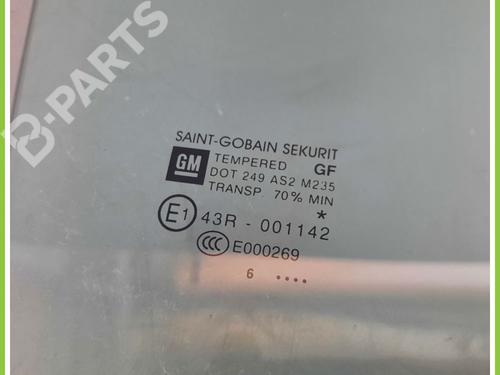 B-PARTS
SAINT-GOBAIN SEKURIT
GM TEMPERED GF
DOT 249 AS2 M235
TRANSP. 70% MIN
*
E1 43R - 001142
CCC E000269
6 ....